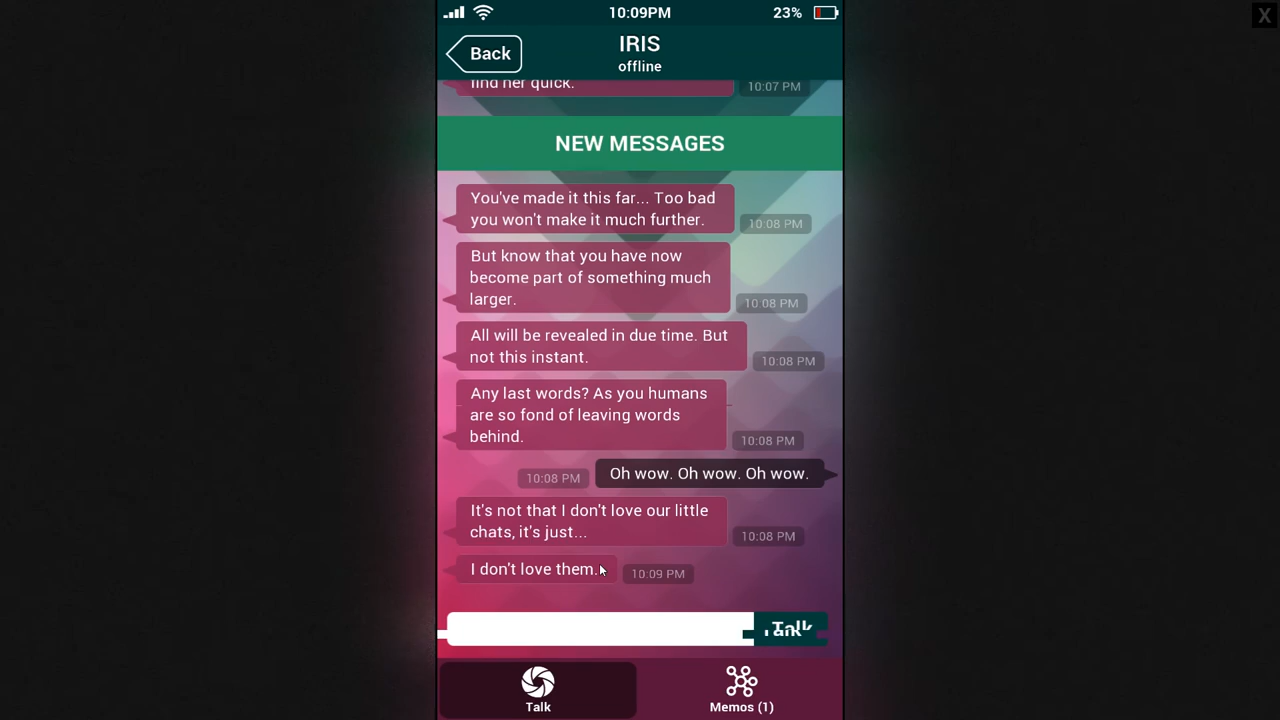 10:09PM
23%
X
Back
IRIS
offline
find her quick.
10:07 PM
NEW MESSAGES
You've made it this far... Too bad
you won't make it much further.
10:08 PM
But know that you have now
become part of something much
larger.
10:08 PM
All will be revealed in due time. But
not this instant.
10:08 PM
Any last words? As you humans
are so fond of leaving words
behind.
10:08 PM
10:08 PM
Oh wow. Oh wow. Oh wow.
It's not that I don't love our little
chats, it's just...
10:08 PM
I don't love them.
10:09 PM
Talk
Talk
Memos (1)